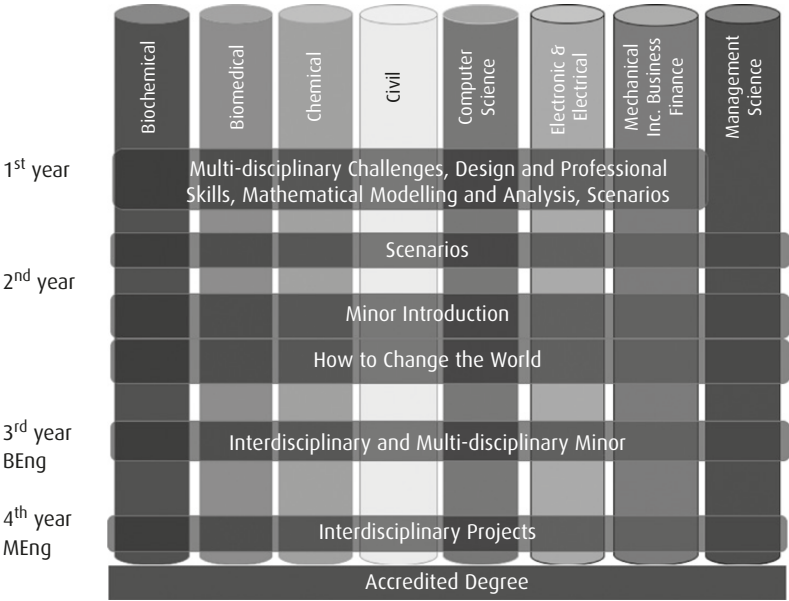 Biochemical
Biomedical
Chemical
Civil
Computer
Science
Electronic &
Electrical
Mechanical
Inc. Business
Finance
Management
Science
1st year
Multi-disciplinary Challenges, Design and Professional
Skills, Mathematical Modelling and Analysis, Scenarios
Scenarios
2nd year
Minor Introduction
How to Change the World
3rd year
BEng
Interdisciplinary and Multi-disciplinary Minor
4th year
MEng
Interdisciplinary Projects
Accredited Degree